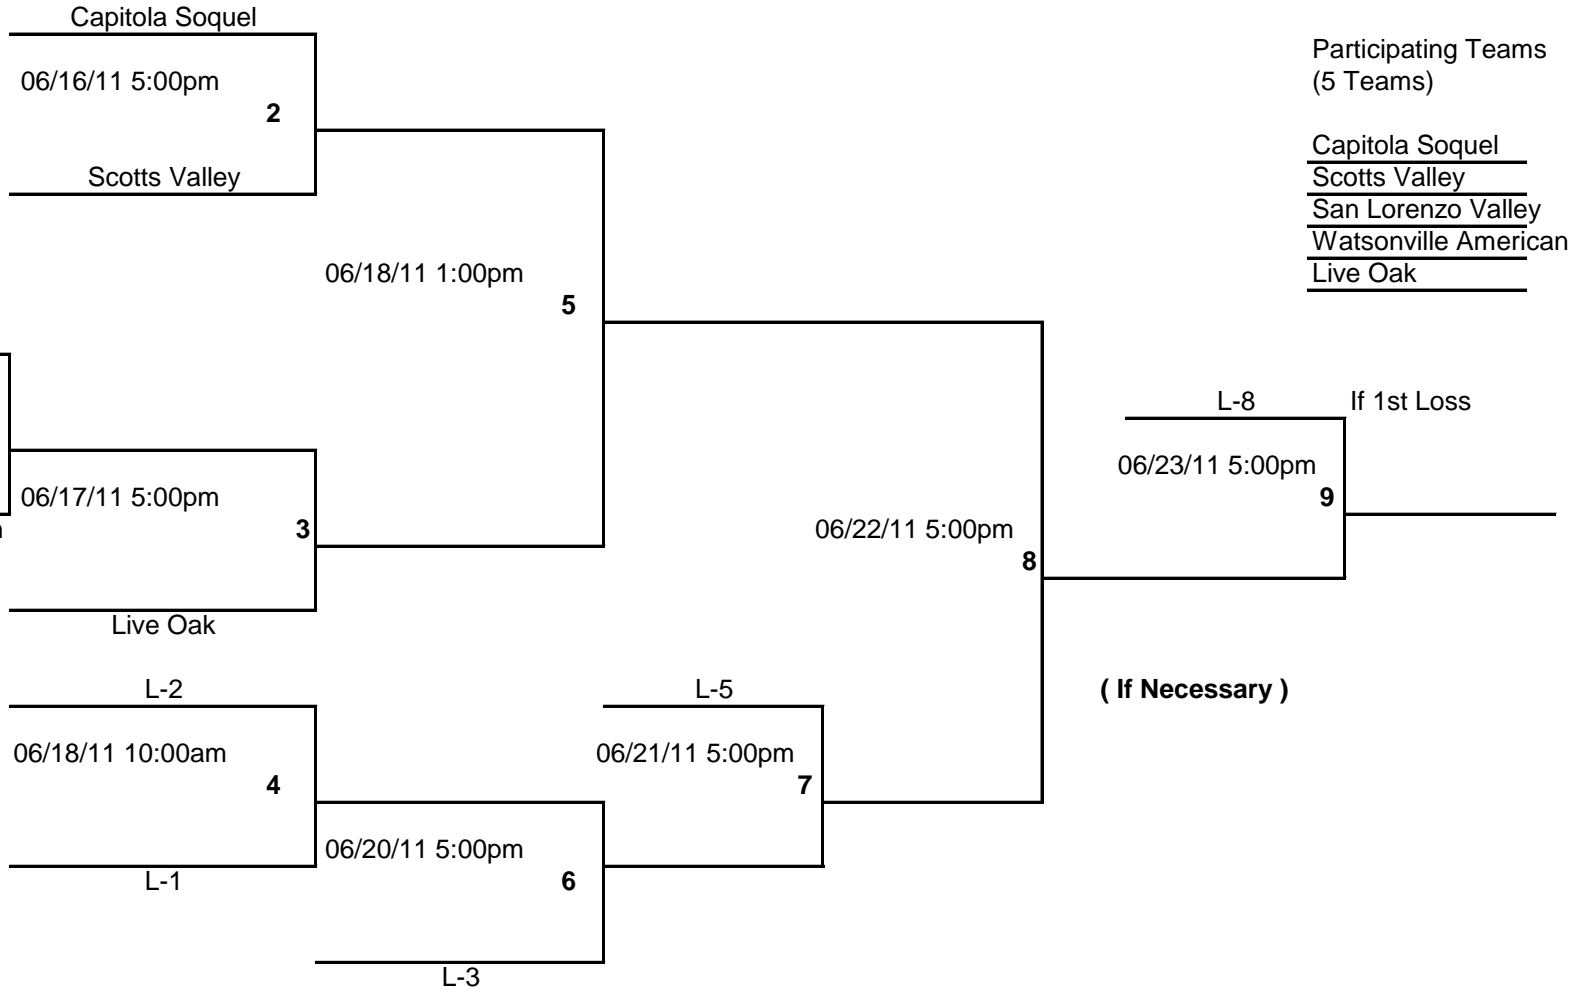 Capitola Soquel
06/16/11 5:00pm
2
Scotts Valley
Participating Teams
(5 Teams)
Capitola Soquel
Scotts Valley
San Lorenzo Valley
Watsonville American
Live Oak
06/18/11 1:00pm
5
L-8
If 1st Loss
06/23/11 5:00pm
9
06/17/11 5:00pm
3
06/22/11 5:00pm
8
Live Oak
L-2
L-5
( If Necessary )
06/18/11 10:00am
4
06/21/11 5:00pm
7
L-1
06/20/11 5:00pm
6
L-3